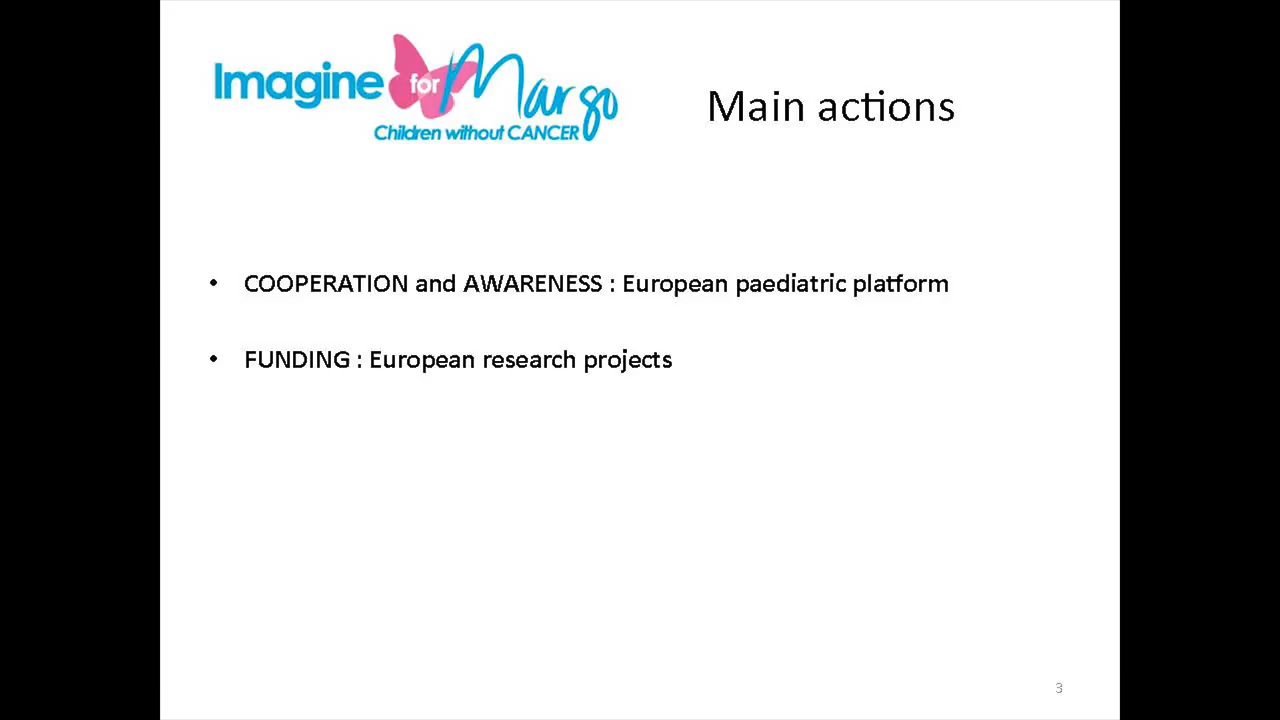 Imagine for Margo
Children without CANCER
Main actions
• COOPERATION and AWARENESS : European paediatric platform
• FUNDING : European research projects
3